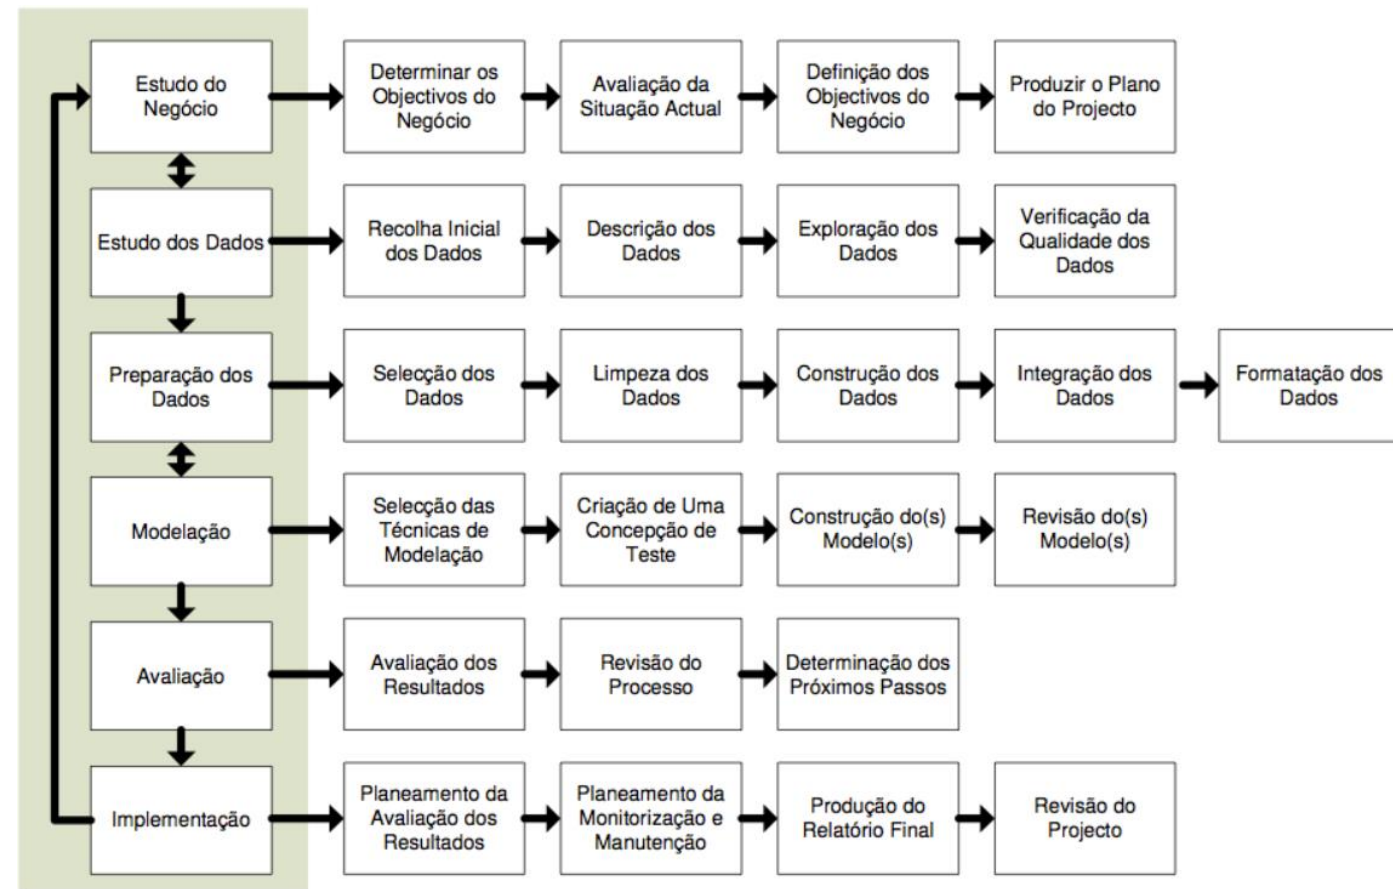 Estudo do
Negócio
Determinar os
Objectivos do
Negócio
Avaliação da
Situação Actual
Definição dos
Objectivos do
Negócio
Produzir o Plano
do Projecto
Estudo dos Dados
Recolha Inicial
dos Dados
Descrição dos
Dados
Exploração dos
Dados
Verificação da
Qualidade dos
Dados
Preparação dos
Dados
Selecção dos
Dados
Limpeza dos
Dados
Construção dos
Dados
Integração dos
Dados
Formatação dos
Dados
Modelação
Selecção das
Técnicas de
Modelação
Criação de Uma
Concepção de
Teste
Construção do(s)
Modelo(s)
Revisão do(s)
Modelo(s)
Avaliação
Avaliação dos
Resultados
Revisão do
Processo
Determinação dos
Próximos Passos
Implementação
Planeamento da
Avaliação dos
Resultados
Planeamento da
Monitorização e
Manutenção
Produção do
Relatório Final
Revisão do
Projecto